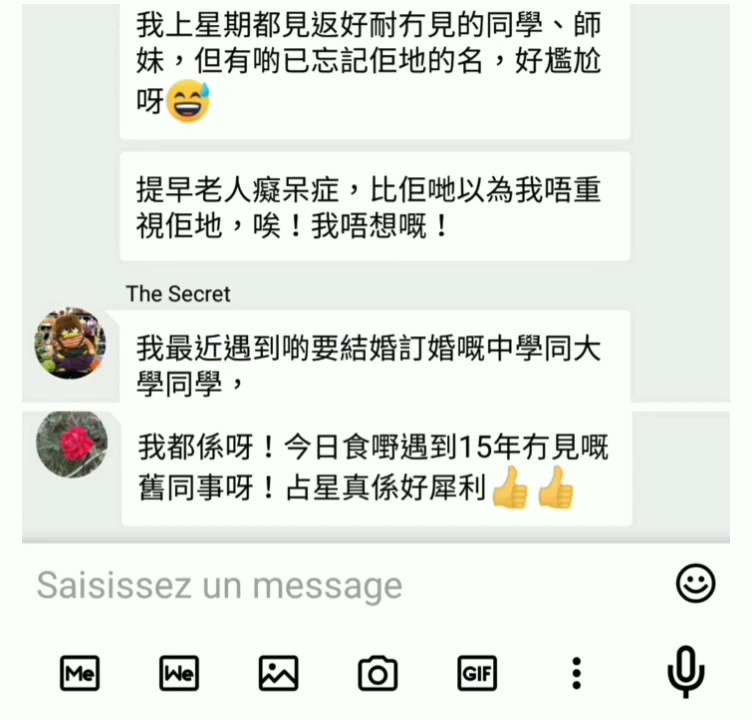 我上星期都見返好耐冇見的同學、師
妹，但有啲已忘記佢地的名，好尷尬
呀😅
提早老人癡呆症，比佢哋以為我唔重
視佢地，唉！我唔想嘅！
The Secret
我最近遇到啲要結婚訂婚嘅中學同大
學同學，
我都係呀！今日食嘢遇到15年冇見嘅
舊同事呀！占星真係好犀利👍👍
Saisissez un message
Me We GIF